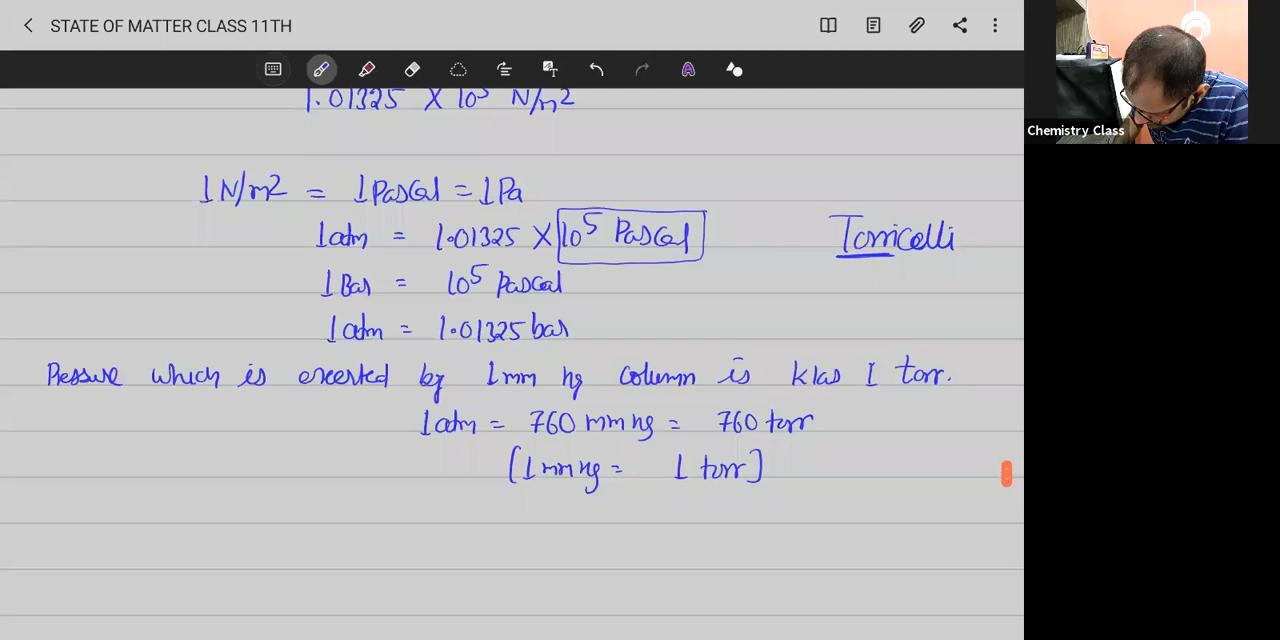 STATE OF MATTER CLASS 11TH
Chemistry Class
1.01325 X 10⁵ N/m2
1 N/m2 = 1 Pascal = 1 Pa
1 atm = 1.01325 X 10⁵ Pascal
Torricelli
1 Bar = 10⁵ Pascal
1 atm = 1.01325 bar
Pressure which is exerted by 1 mm hg column is k/as 1 torr.
1 atm = 760 mm hg = 760 torr
[1 mm hg = 1 torr]